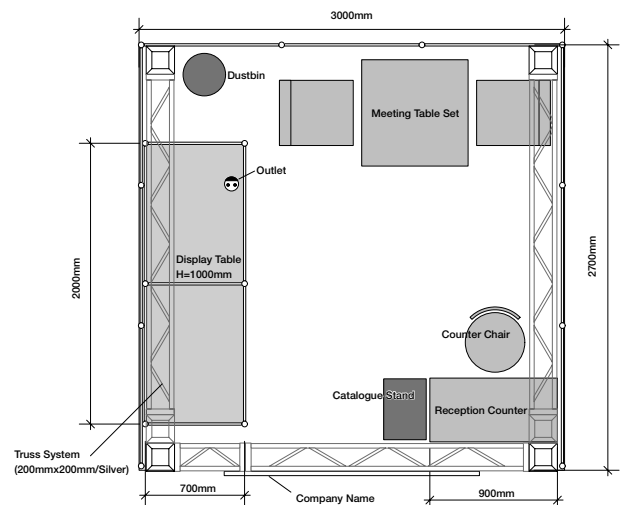 3000mm
Dustbin
Meeting Table Set
Outlet
Display Table
H=1000mm
2000mm
2700mm
Counter Chair
Catalogue Stand
Reception Counter
Truss System
(200mmx200mm/Silver)
700mm
900mm
Company Name